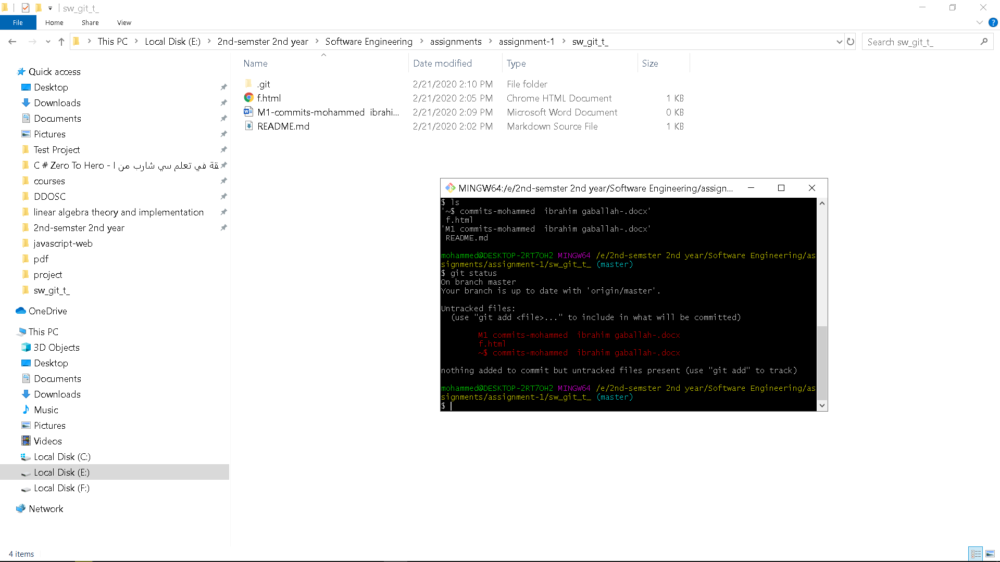 sw_git_t_
File
Home
Share
View
This PC
Local Disk (E:)
2nd-semster 2nd year
Software Engineering
assignments
assignment-1
sw_git_t_
Search sw_git_t_
Name
Date modified
Type
Size
.git
2/21/2020 2:10 PM
File folder
f.html
2/21/2020 2:05 PM
Chrome HTML Document
1 KB
M1-commits-mohammed  ibrahi...
2/21/2020 2:09 PM
Microsoft Word Document
0 KB
README.md
2/21/2020 2:02 PM
Markdown Source File
1 KB
Quick access
Desktop
Downloads
Documents
Pictures
Test Project
C # Zero To Hero - قة في تعلم سي شارب من ا
courses
DDOSC
linear algebra theory and implementation
2nd-semster 2nd year
javascript-web
pdf
project
sw_git_t_
OneDrive
This PC
3D Objects
Desktop
Documents
Downloads
Music
Pictures
Videos
Local Disk (C:)
Local Disk (E:)
Local Disk (F:)
Network
4 items
MINGW64:/e/2nd-semster 2nd year/Software Engineering/assign...
$ ls
'~$ commits-mohammed  ibrahim gaballah-.docx'
f.html
'M1 commits-mohammed  ibrahim gaballah-.docx'
README.md
mohammed@DESKTOP-2RT7OH2 MINGW64 /e/2nd-semster 2nd year/Software Engineering/as
signments/assignment-1/sw_git_t_ (master)
$ git status
On branch master
Your branch is up to date with 'origin/master'.
Untracked files:
(use "git add <file>..." to include in what will be committed)
M1 commits-mohammed  ibrahim gaballah-.docx
f.html
~$ commits-mohammed  ibrahim gaballah-.docx
nothing added to commit but untracked files present (use "git add" to track)
mohammed@DESKTOP-2RT7OH2 MINGW64 /e/2nd-semster 2nd year/Software Engineering/as
signments/assignment-1/sw_git_t_ (master)
$